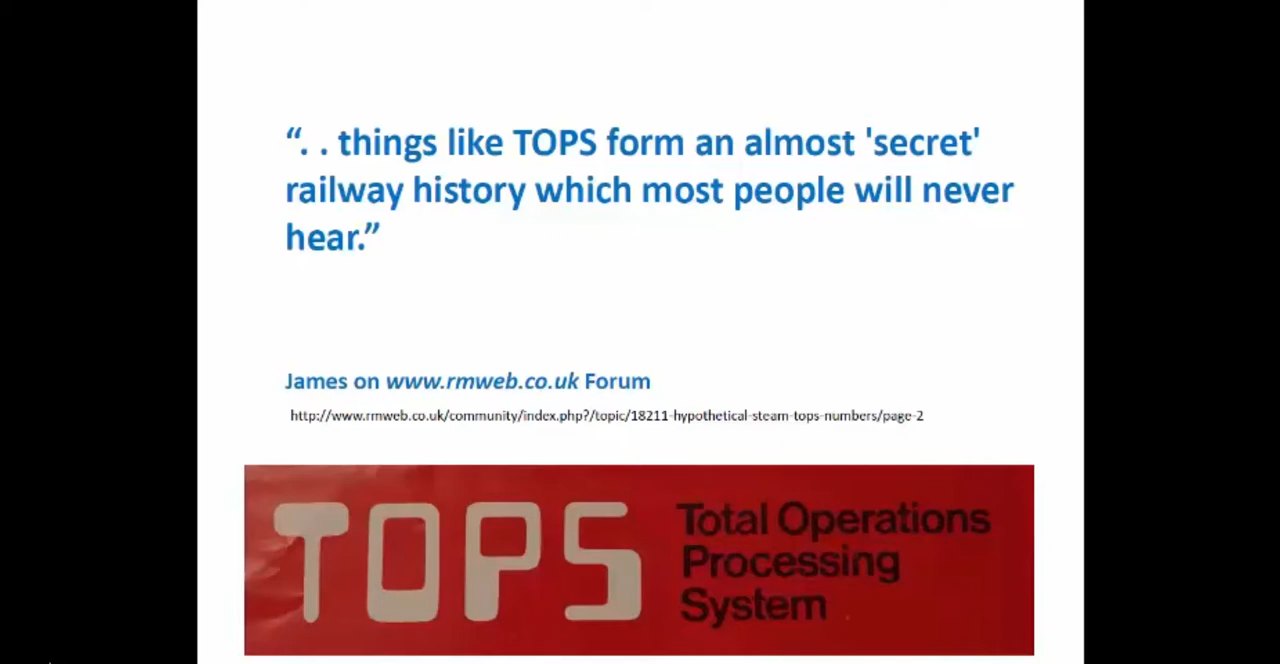 “. . things like TOPS form an almost 'secret'
railway history which most people will never
hear.”
James on www.rmweb.co.uk Forum
http://www.rmweb.co.uk/community/index.php?/topic/18211-hypothetical-steam-tops-numbers/page-2
TOPS
Total Operations
Processing
System